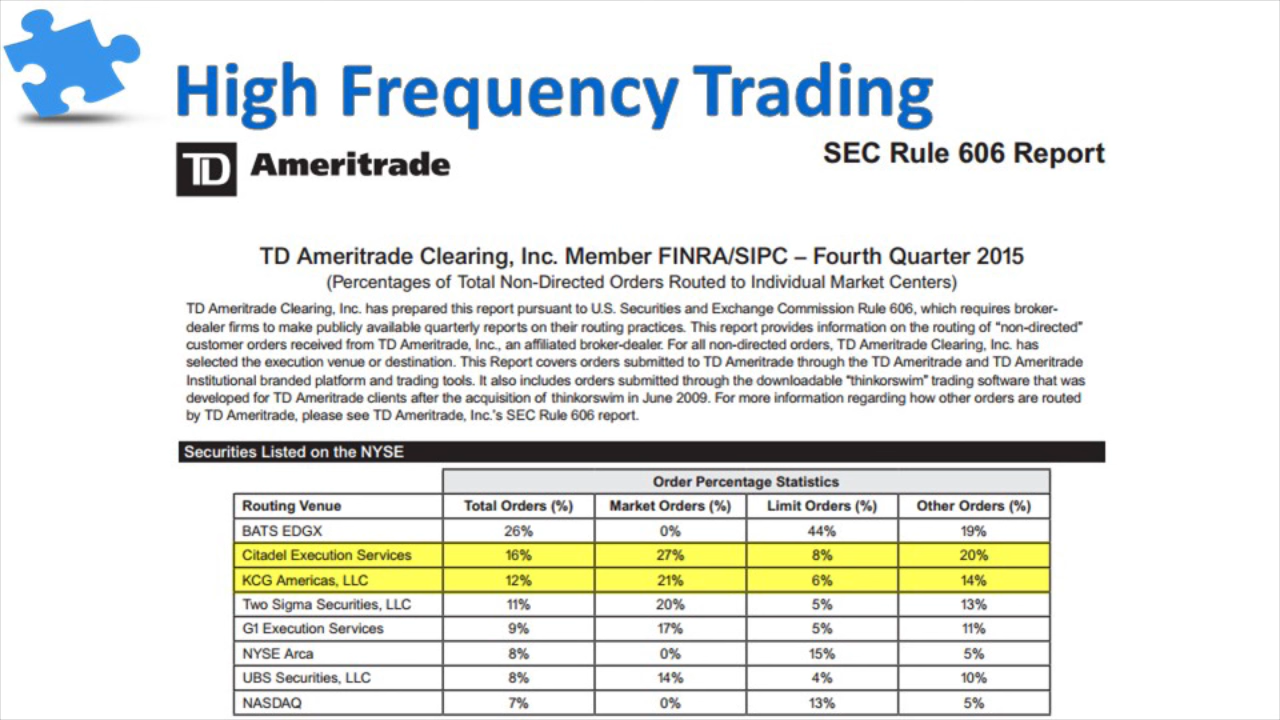 High Frequency Trading
TD Ameritrade
SEC Rule 606 Report
TD Ameritrade Clearing, Inc. Member FINRA/SIPC – Fourth Quarter 2015
(Percentages of Total Non-Directed Orders Routed to Individual Market Centers)
TD Ameritrade Clearing, Inc. has prepared this report pursuant to U.S. Securities and Exchange Commission Rule 606, which requires broker-
dealer firms to make publicly available quarterly reports on their routing practices. This report provides information on the routing of "non-directed"
customer orders received from TD Ameritrade, Inc., an affiliated broker-dealer. For all non-directed orders, TD Ameritrade Clearing, Inc. has
selected the execution venue or destination. This Report covers orders submitted to TD Ameritrade through the TD Ameritrade and TD Ameritrade
Institutional branded platform and trading tools. It also includes orders submitted through the downloadable "thinkorswim" trading software that was
developed for TD Ameritrade clients after the acquisition of thinkorswim in June 2009. For more information regarding how other orders are routed
by TD Ameritrade, please see TD Ameritrade, Inc.'s SEC Rule 606 report.
Securities Listed on the NYSE
Order Percentage Statistics
Routing Venue Total Orders (%) Market Orders (%) Limit Orders (%) Other Orders (%)
BATS EDGX 26% 0% 44% 19%
Citadel Execution Services 16% 27% 8% 20%
KCG Americas, LLC 12% 21% 6% 14%
Two Sigma Securities, LLC 11% 20% 5% 13%
G1 Execution Services 9% 17% 5% 11%
NYSE Arca 8% 0% 15% 5%
UBS Securities, LLC 8% 14% 4% 10%
NASDAQ 7% 0% 13% 5%